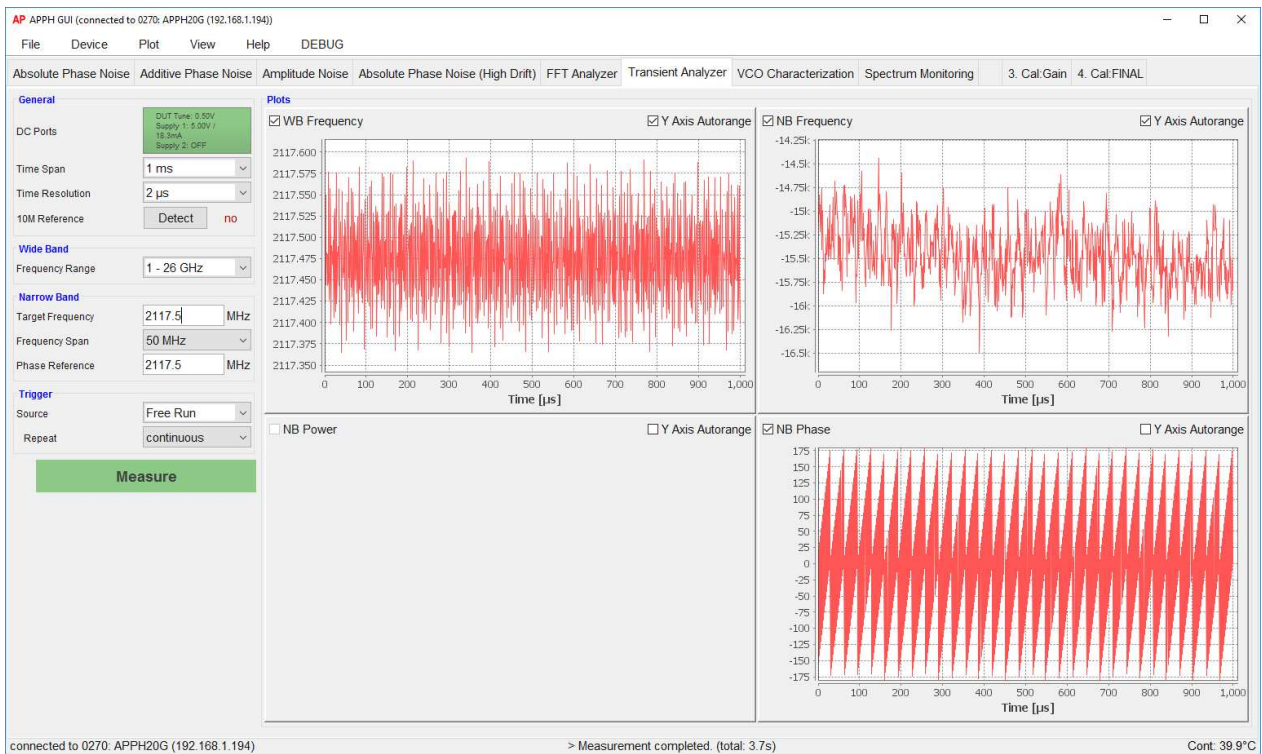 AP APPH GUI (connected to 0270: APPH20G (192.168.1.194))
File Device Plot View Help DEBUG
Absolute Phase Noise Additive Phase Noise Amplitude Noise Absolute Phase Noise (High Drift) FFT Analyzer Transient Analyzer VCO Characterization Spectrum Monitoring 3. Cal:Gain 4. Cal:FINAL
General
DC Ports
DUT Tune: 0.50V
Supply 1: 5.00V /
18.3mA
Supply 2: OFF
Time Span 1 ms
Time Resolution 2 µs
10M Reference Detect no
Wide Band
Frequency Range 1 - 26 GHz
Narrow Band
Target Frequency 2117.5 MHz
Frequency Span 50 MHz
Phase Reference 2117.5 MHz
Trigger
Source Free Run
Repeat continuous
Measure
Plots
WB Frequency Y Axis Autorange
2117.600
2117.575
2117.550
2117.525
2117.500
2117.475
2117.450
2117.425
2117.400
2117.375
2117.350
0 100 200 300 400 500 600 700 800 900 1,000
Time [µs]
NB Frequency Y Axis Autorange
-14.25k
-14.5k
-14.75k
-15k
-15.25k
-15.5k
-15.75k
-16k
-16.25k
-16.5k
0 100 200 300 400 500 600 700 800 900 1,000
Time [µs]
NB Power Y Axis Autorange
NB Phase Y Axis Autorange
175
150
125
100
75
50
25
0
-25
-50
-75
-100
-125
-150
-175
0 100 200 300 400 500 600 700 800 900 1,000
Time [µs]
connected to 0270: APPH20G (192.168.1.194) > Measurement completed. (total: 3.7s) Cont: 39.9°C